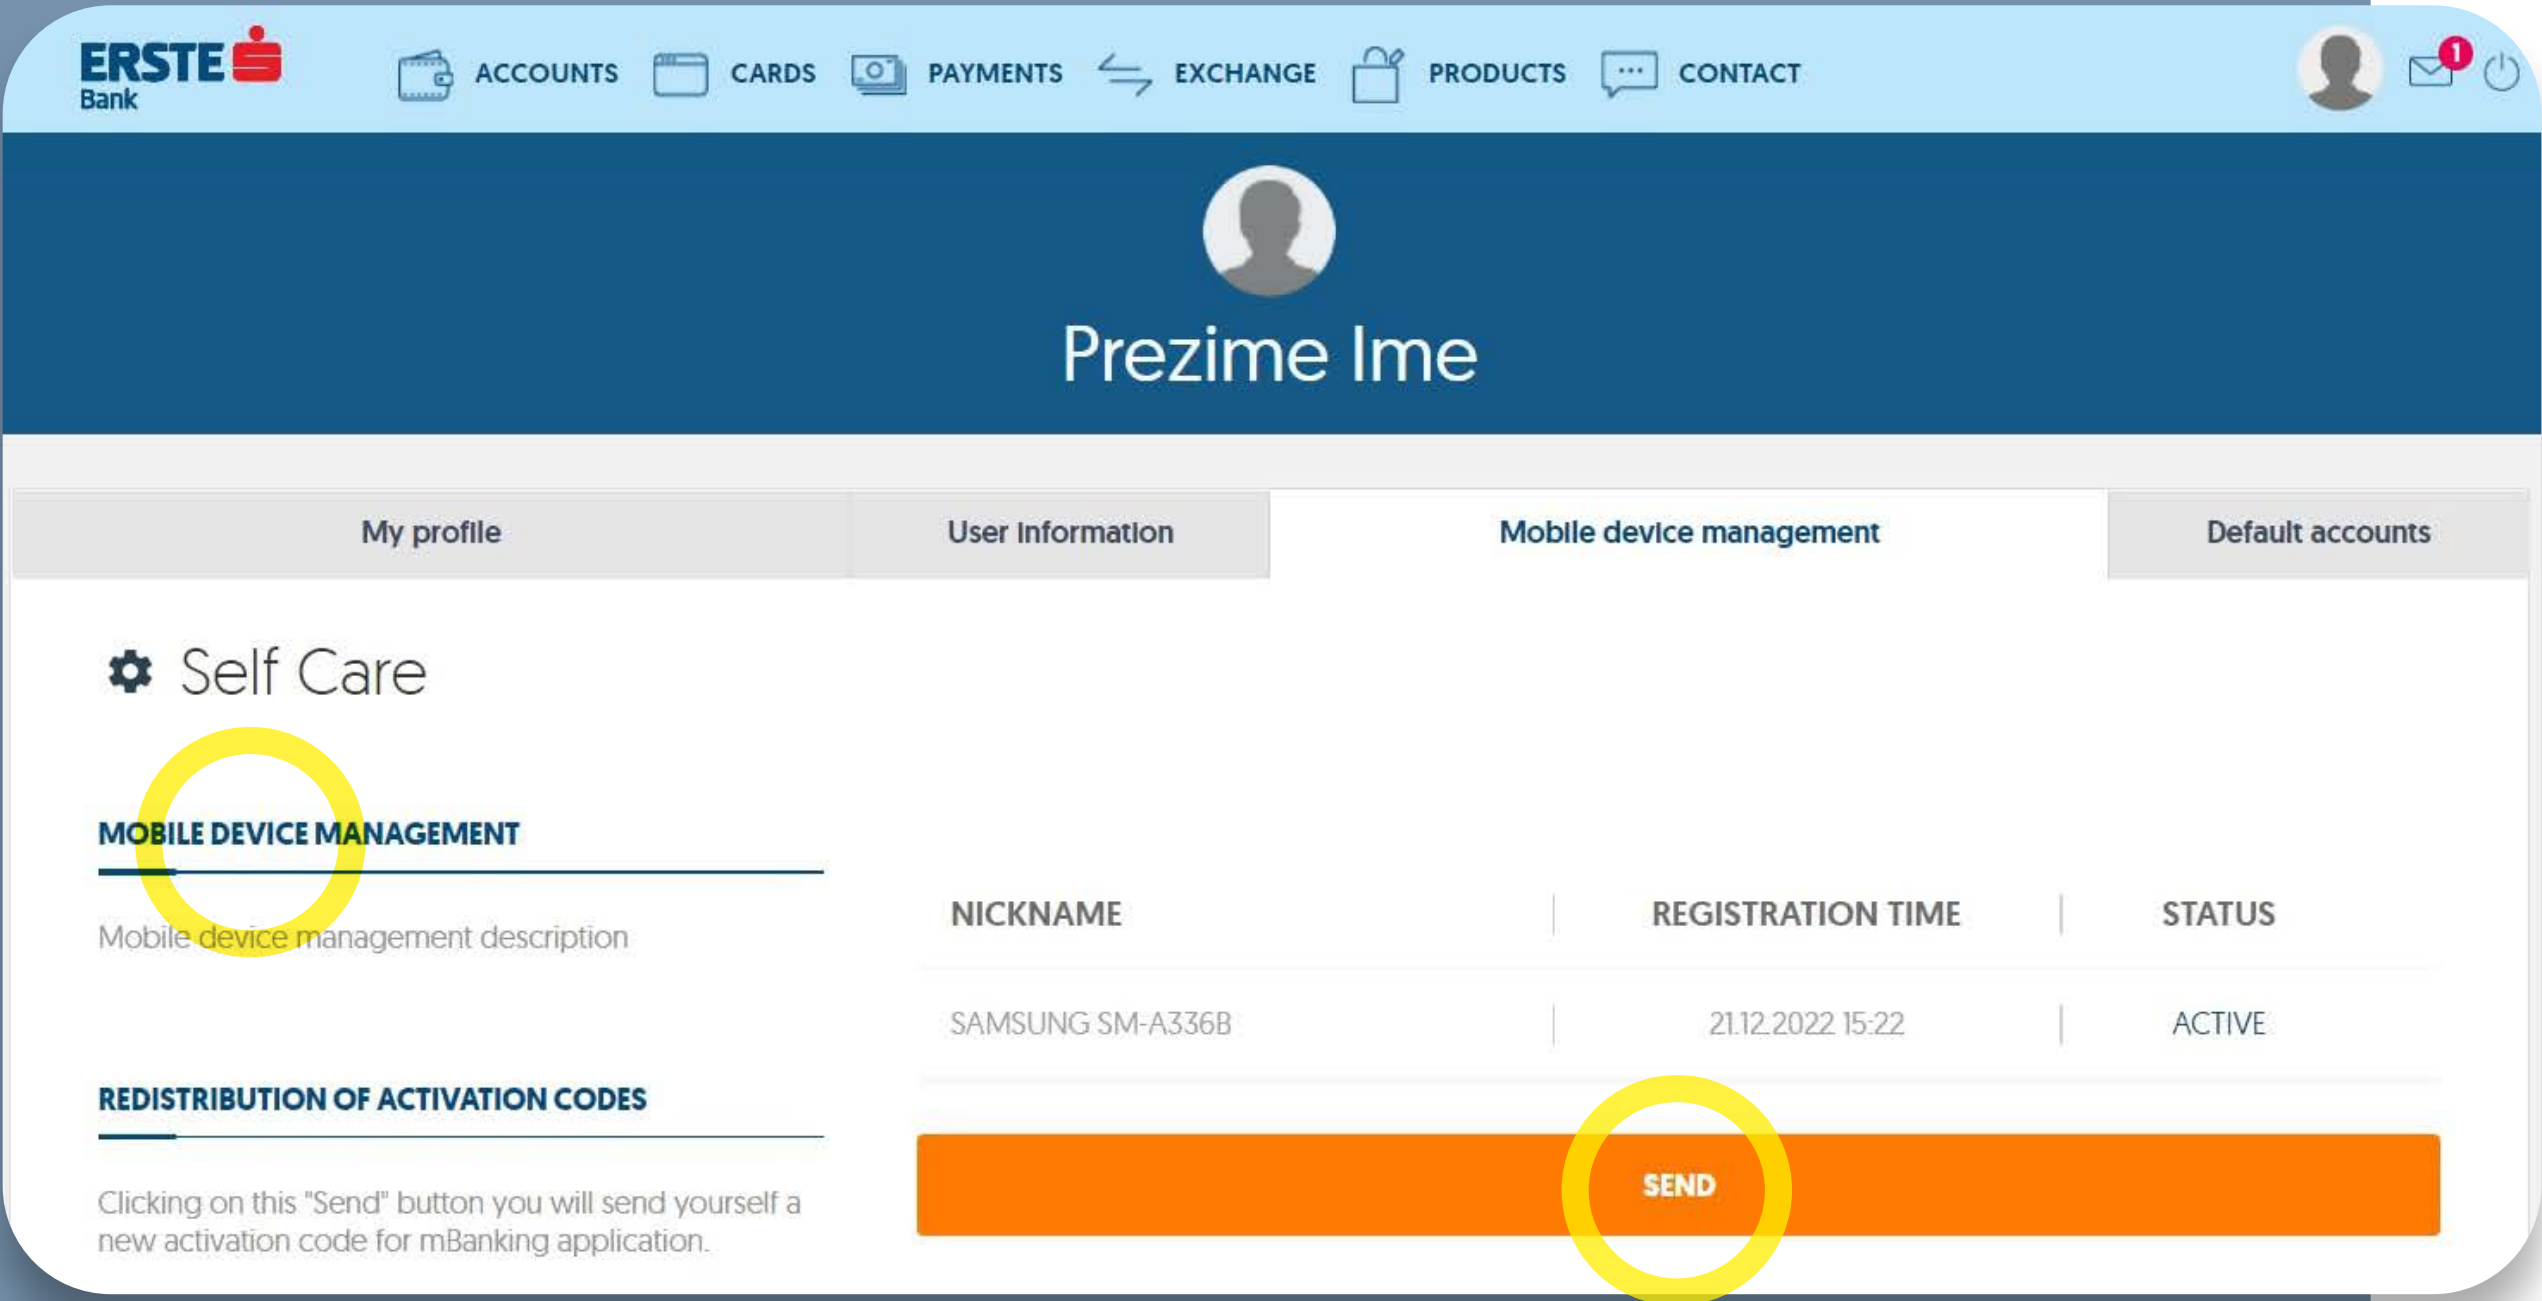 ERSTE
Bank
ACCOUNTS CARDS PAYMENTS EXCHANGE PRODUCTS CONTACT 1
Prezime Ime
My profile User information Mobile device management Default accounts
Self Care
MOBILE DEVICE MANAGEMENT
Mobile device management description
NICKNAME REGISTRATION TIME STATUS
SAMSUNG SM-A336B 21.12.2022 15:22 ACTIVE
REDISTRIBUTION OF ACTIVATION CODES
Clicking on this "Send" button you will send yourself a
new activation code for mBanking application.
SEND